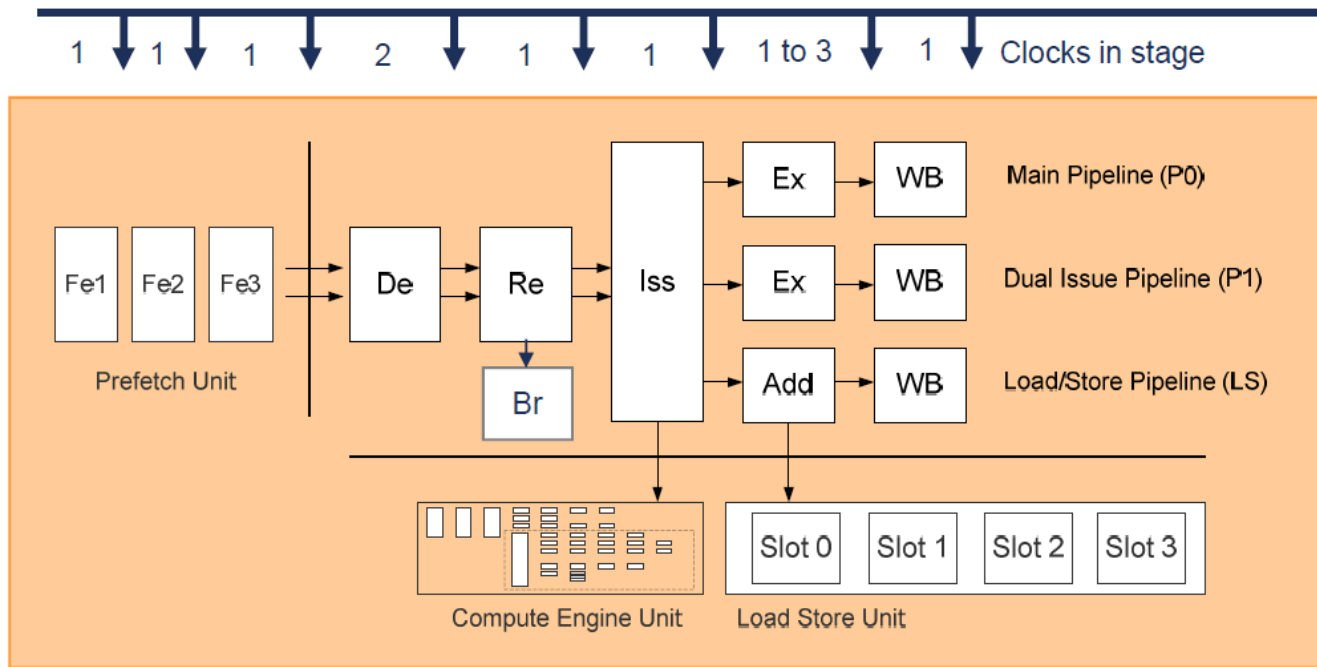 1 1 1 2 1 1 1 to 3 1 Clocks in stage
Ex WB Main Pipeline (P0)
Fe1 Fe2 Fe3 De Re Iss Ex WB Dual Issue Pipeline (P1)
Prefetch Unit Br Add WB Load/Store Pipeline (LS)
Slot 0 Slot 1 Slot 2 Slot 3
Compute Engine Unit Load Store Unit